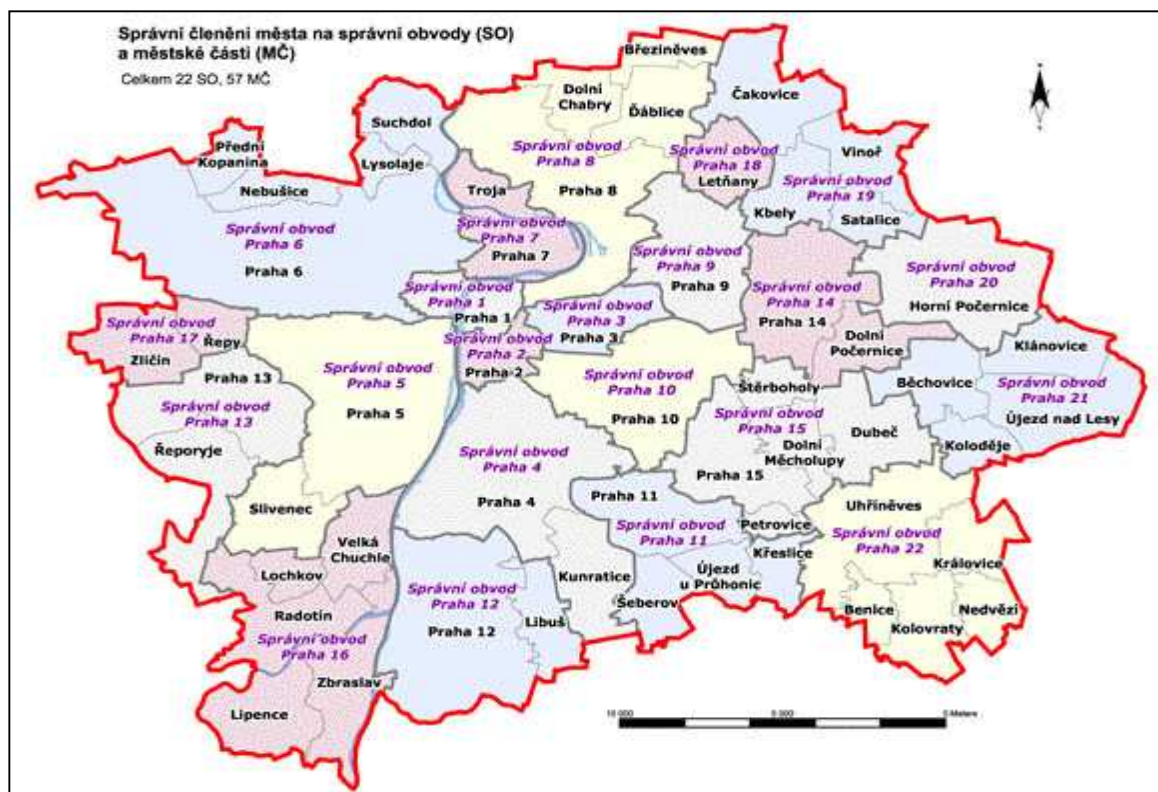 Správní členění města na správní obvody (SO)
a městské části (MČ)
Celkem 22 SO, 57 MČ
Březiněves
Dolní
Chabry
Ďáblice
Čakovice
Suchdol
Lysolaje
Přední
Kopanina
Nebušice
Správní obvod
Praha 8
Praha 8
Správní obvod
Praha 18
Letňany
Vinoř
Správní obvod
Praha 19
Kbely
Satalice
Troja
Správní obvod
Praha 7
Praha 7
Správní obvod
Praha 6
Praha 6
Správní obvod
Praha 9
Praha 9
Správní obvod
Praha 20
Horní Počernice
Správní obvod
Praha 14
Praha 14
Dolní
Počernice
Správní obvod
Praha 1
Praha 1
Správní obvod
Praha 3
Praha 3
Správní obvod
Praha 2
Praha 2
Správní obvod
Praha 17
Řepy
Zličín
Praha 13
Správní obvod
Praha 13
Řeporyje
Správní obvod
Praha 5
Praha 5
Správní obvod
Praha 10
Praha 10
Klánovice
Běchovice
Správní obvod
Praha 21
Újezd nad Lesy
Koloděje
Štěrboholy
Správní obvod
Praha 15
Dolní
Měcholupy
Dubeč
Praha 15
Petrovice
Správní obvod
Praha 4
Praha 4
Kunratice
Praha 11
Správní obvod
Praha 11
Křeslice
Újezd
u Průhonic
Šeberov
Uhříněves
Správní obvod
Praha 22
Královice
Benice
Nedvězí
Kolovraty
Slivenec
Velká
Chuchle
Lochkov
Radotín
Správní obvod
Praha 16
Zbraslav
Lipence
Správní obvod
Praha 12
Praha 12
Libuš
10 000 5 000 0 Meters